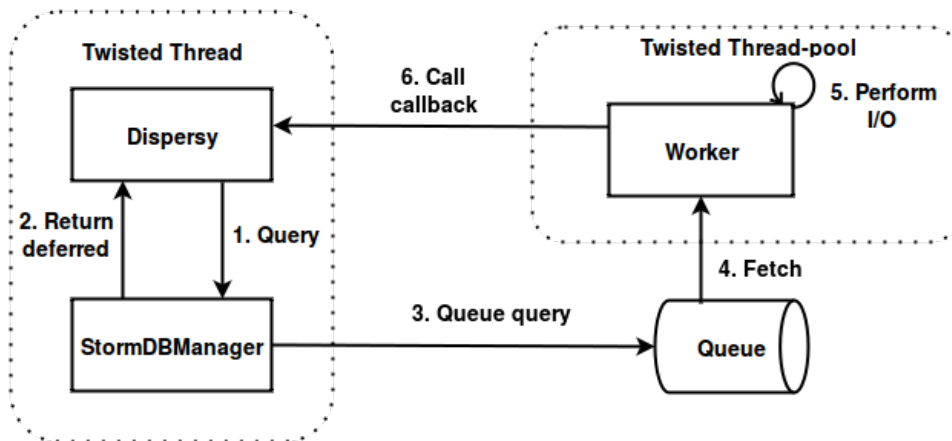 Twisted Thread
Twisted Thread-pool
6. Call
callback
5. Perform
I/O
Dispersy
Worker
2. Return
deferred
1. Query
4. Fetch
3. Queue query
StormDBManager
Queue